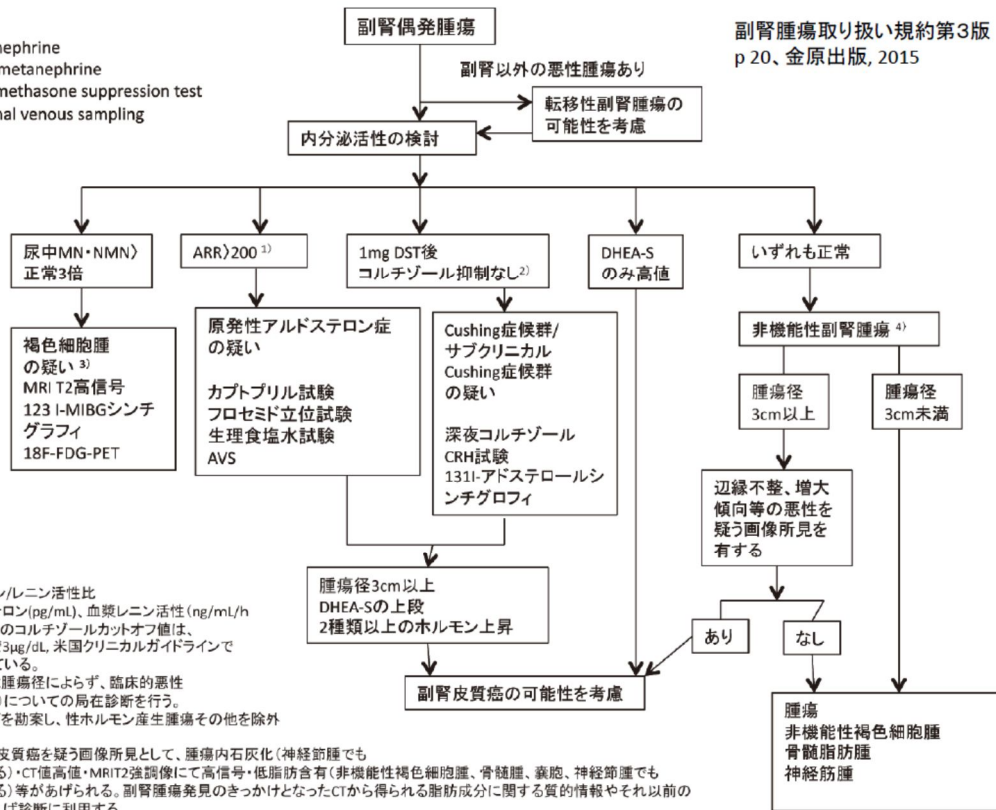 副腎偶発腫瘍
副腎腫瘍取り扱い規約第3版
p 20、金原出版, 2015
nephrine
metanephrine
methasone suppression test
nal venous sampling
副腎以外の悪性腫瘍あり
転移性副腎腫瘍の
可能性を考慮
内分泌活性の検討
尿中MN・NMN〉
正常3倍
ARR〉200 1)
1mg DST後
コルチゾール抑制なし2)
DHEA-S
のみ高値
いずれも正常
褐色細胞腫
の疑い 3)
MRI T2高信号
123 I-MIBGシンチ
グラフィ
18F-FDG-PET
原発性アルドステロン症
の疑い
カプトプリル試験
フロセミド立位試験
生理食塩水試験
AVS
Cushing症候群/
サブクリニカル
Cushing症候群
の疑い
深夜コルチゾール
CRH試験
131I-アドステロールシ
ンチグロフィ
非機能性副腎腫瘍 4)
腫瘍径
3cm以上
腫瘍径
3cm未満
辺縁不整、増大
傾向等の悪性を
疑う画像所見を
有する
腫瘍径3cm以上
DHEA-Sの上段
2種類以上のホルモン上昇
あり
なし
副腎皮質癌の可能性を考慮
腫瘍
非機能性褐色細胞腫
骨髄脂肪腫
神経筋腫
ン/レニン活性比
テロン(pg/mL)、血漿レニン活性(ng/mL/h
のコルチゾールカットオフ値は、
3μg/dL, 米国クリニカルガイドラインで
ている。
腫瘍径によらず、臨床的悪性
)についての局在診断を行う。
を勘案し、性ホルモン産生腫瘍その他を除外
皮質癌を疑う画像所見として、腫瘍内石灰化(神経節腫でも
る)・CT値高値・MRIT2強調像にて高信号・低脂肪含有(非機能性褐色細胞腫、骨髄腫、嚢胞、神経節腫でも
る)等があげられる。副腎腫瘍発見のきっかけとなったCTから得られる脂肪成分に関する質的情報やそれ以前の
ば診断に利用する